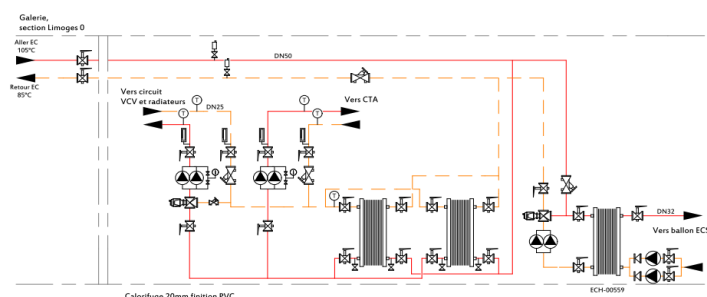 Galerie,
section Limoges 0
Aller EC
105°C
DN50
Retour EC
85°C
Vers circuit
VCV et radiateurs
DN25
Vers CTA
T
T
T
T
T
DN32
Vers ballon ECS
ECH-00559
Calorifuge 20mm finition PVC